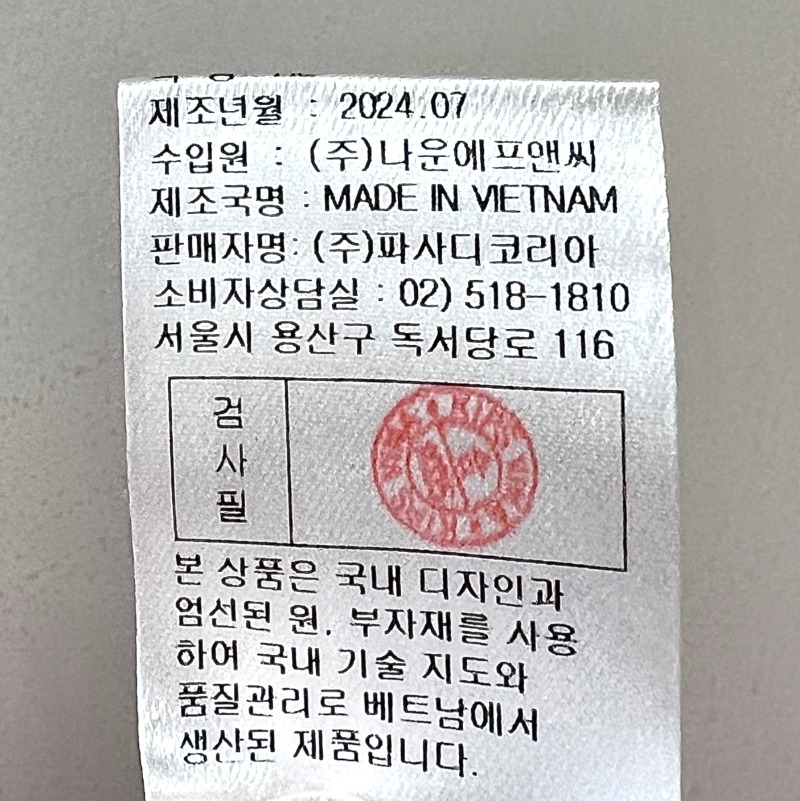 제조년월 : 2024.07
수입원 : (주)나운에프앤씨
제조국명 : MADE IN VIETNAM
판매자명: (주)파사디코리아
소비자상담실 : 02) 518-1810
서울시 용산구 독서당로 116
검
사
필
본 상품은 국내 디자인과
엄선된 원, 부자재를 사용
하여 국내 기술 지도와
품질관리로 베트남에서
생산된 제품입니다.